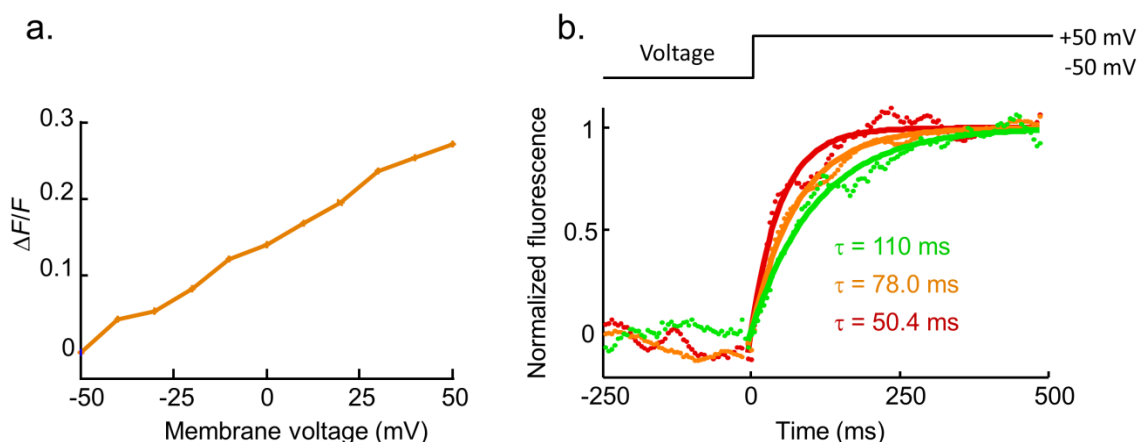 a.
0.3
0.2
0.1
0
ΔF/F
-50
-25
0
25
50
Membrane voltage (mV)
b.
Voltage
+50 mV
-50 mV
1
0.5
0
Normalized fluorescence
τ = 110 ms
τ = 78.0 ms
τ = 50.4 ms
-250
0
250
500
Time (ms)